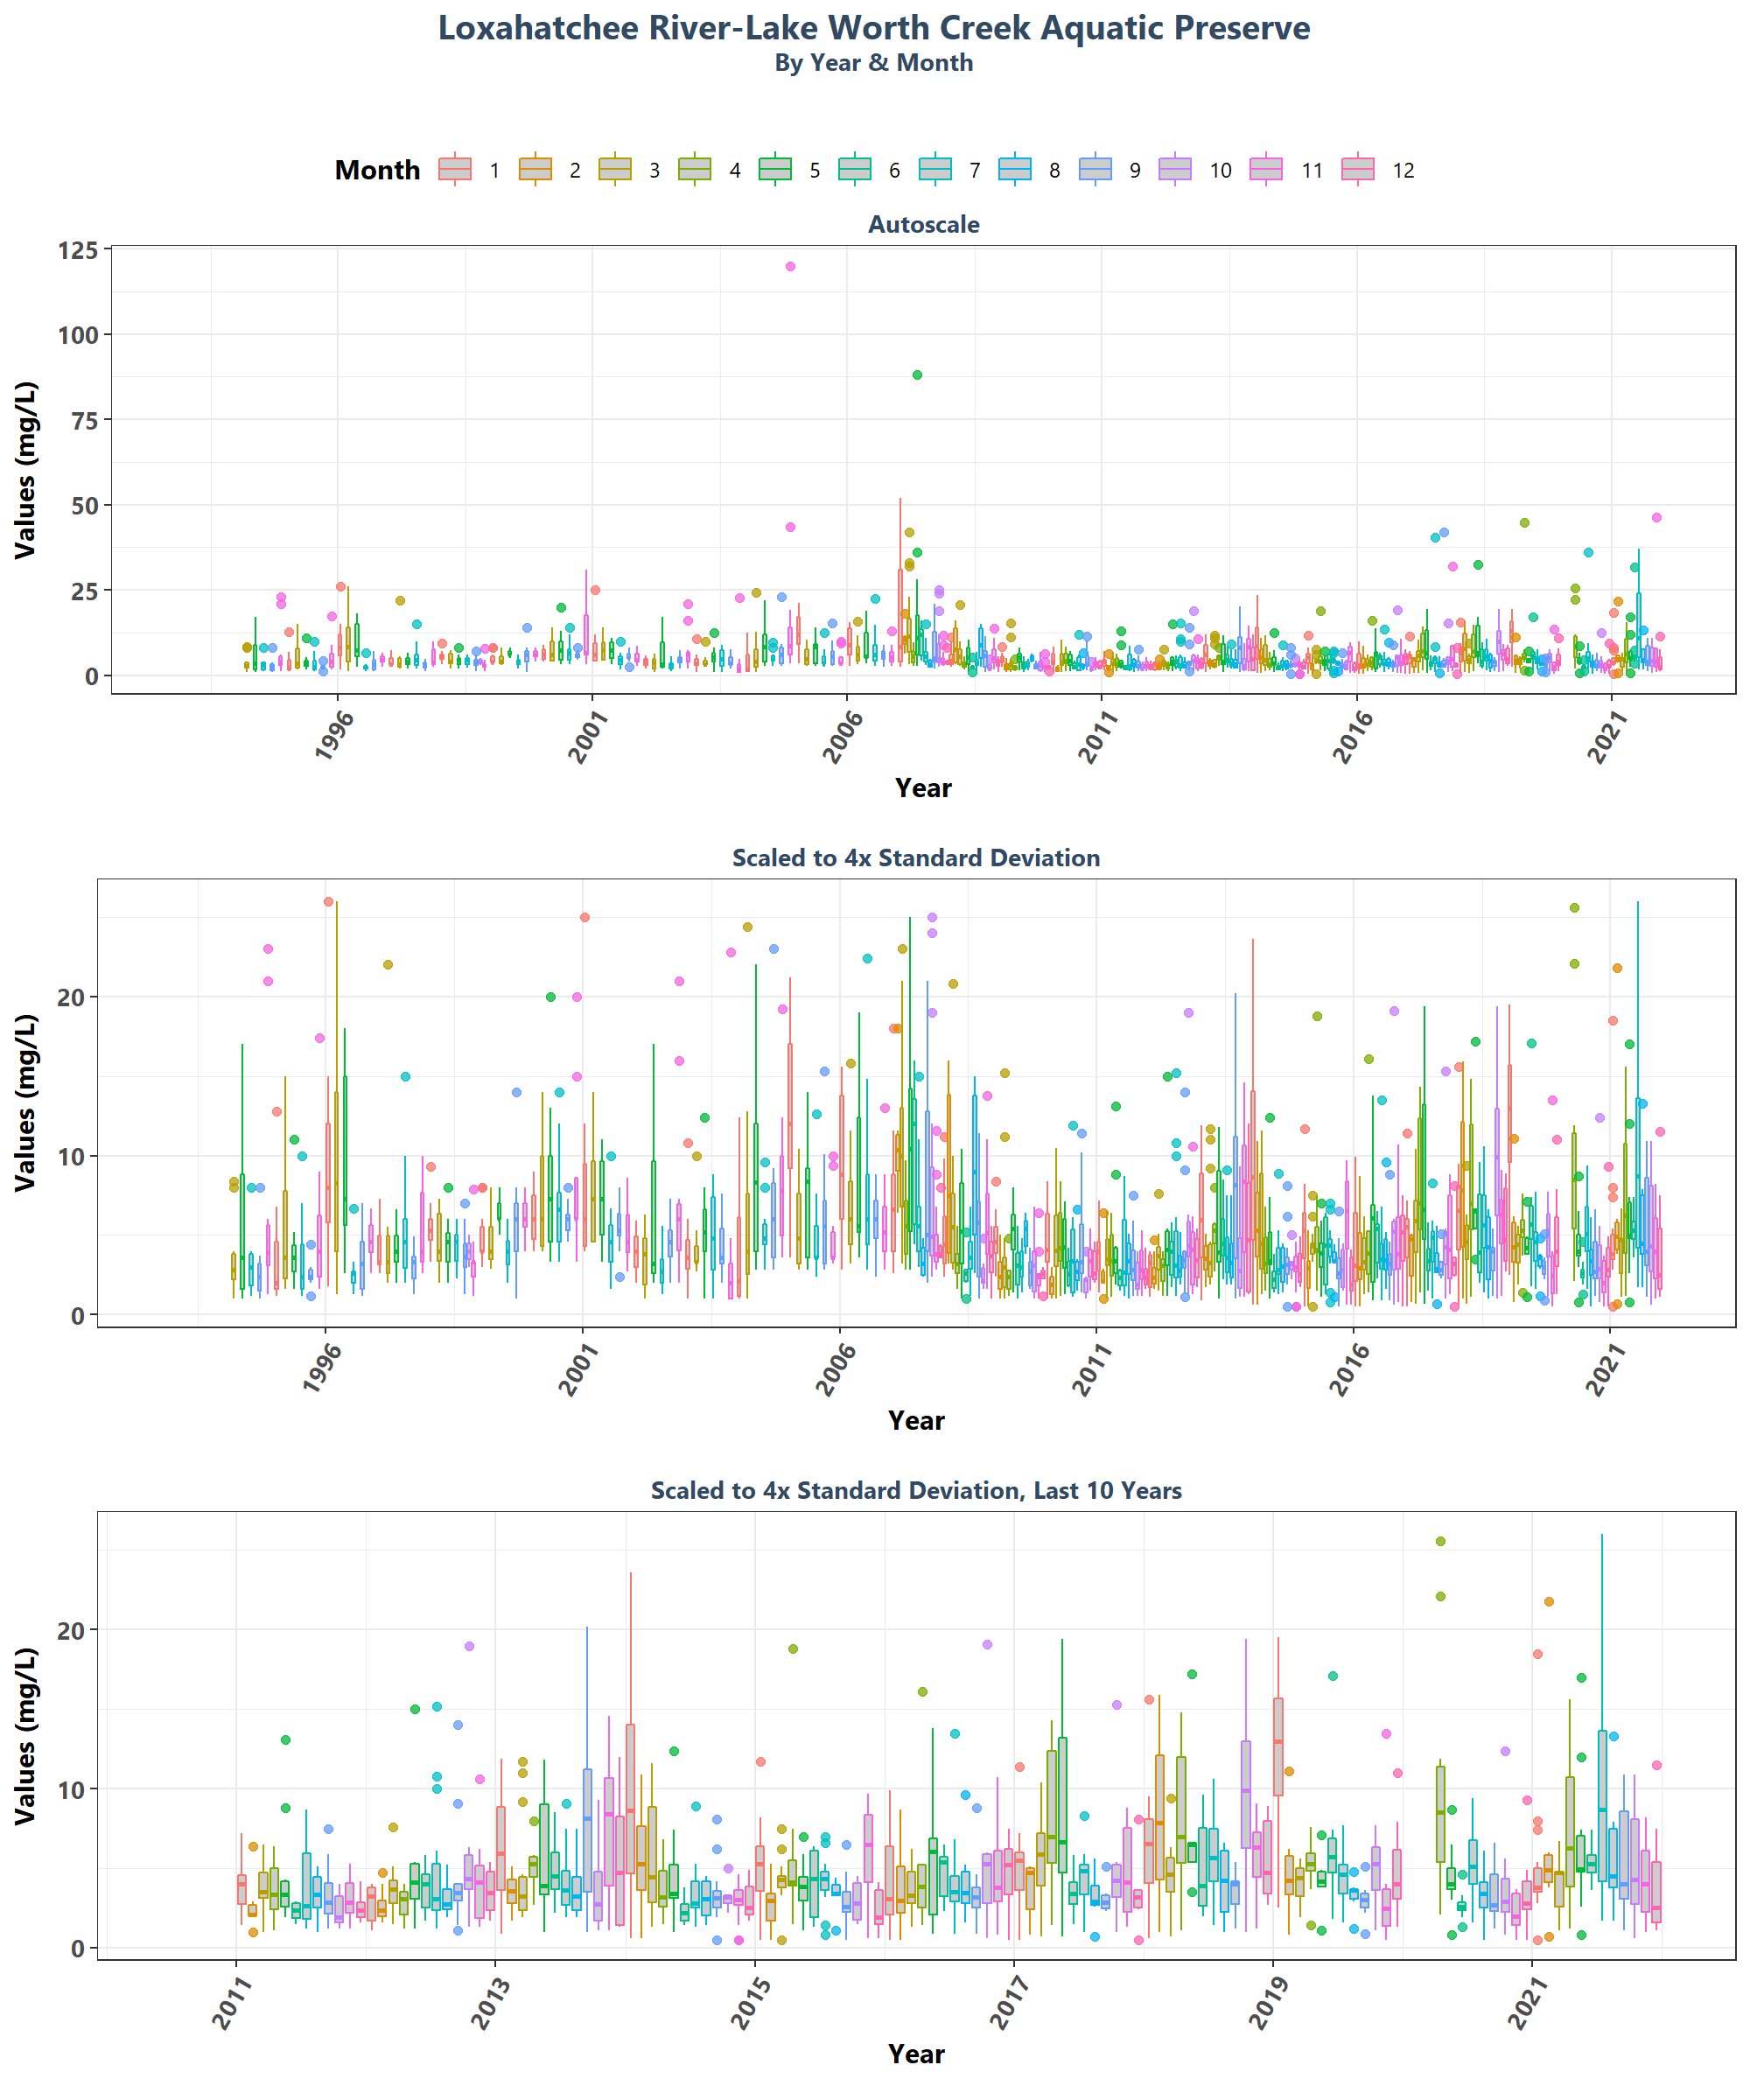 Loxahatchee River-Lake Worth Creek Aquatic Preserve
By Year & Month
Month 1 2 3 4 5 6 7 8 9 10 11 12
Autoscale
125
100
75
50
25
0
Values (mg/L)
1996 2001 2006 2011 2016 2021
Year
Scaled to 4x Standard Deviation
20
10
0
Values (mg/L)
1996 2001 2006 2011 2016 2021
Year
Scaled to 4x Standard Deviation, Last 10 Years
20
10
0
Values (mg/L)
2011 2013 2015 2017 2019 2021
Year